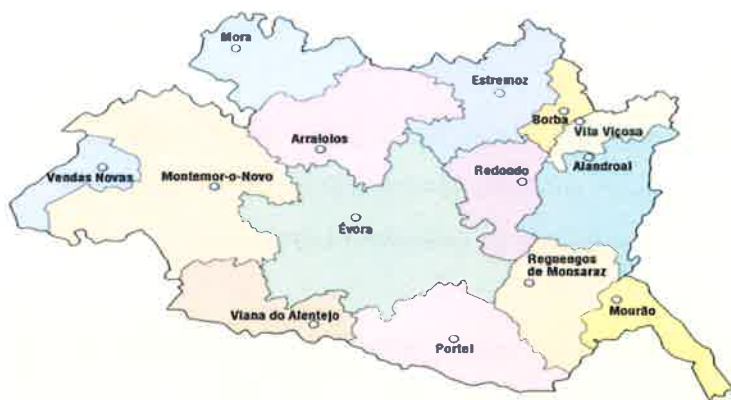 Mora
Estremoz
Borba
Vila Viçosa
Arraiolos
Redondo
Alandroal
Vendas Novas
Montemor-o-Novo
Évora
Reguengos
de Monsaraz
Mourão
Viana do Alentejo
Portel